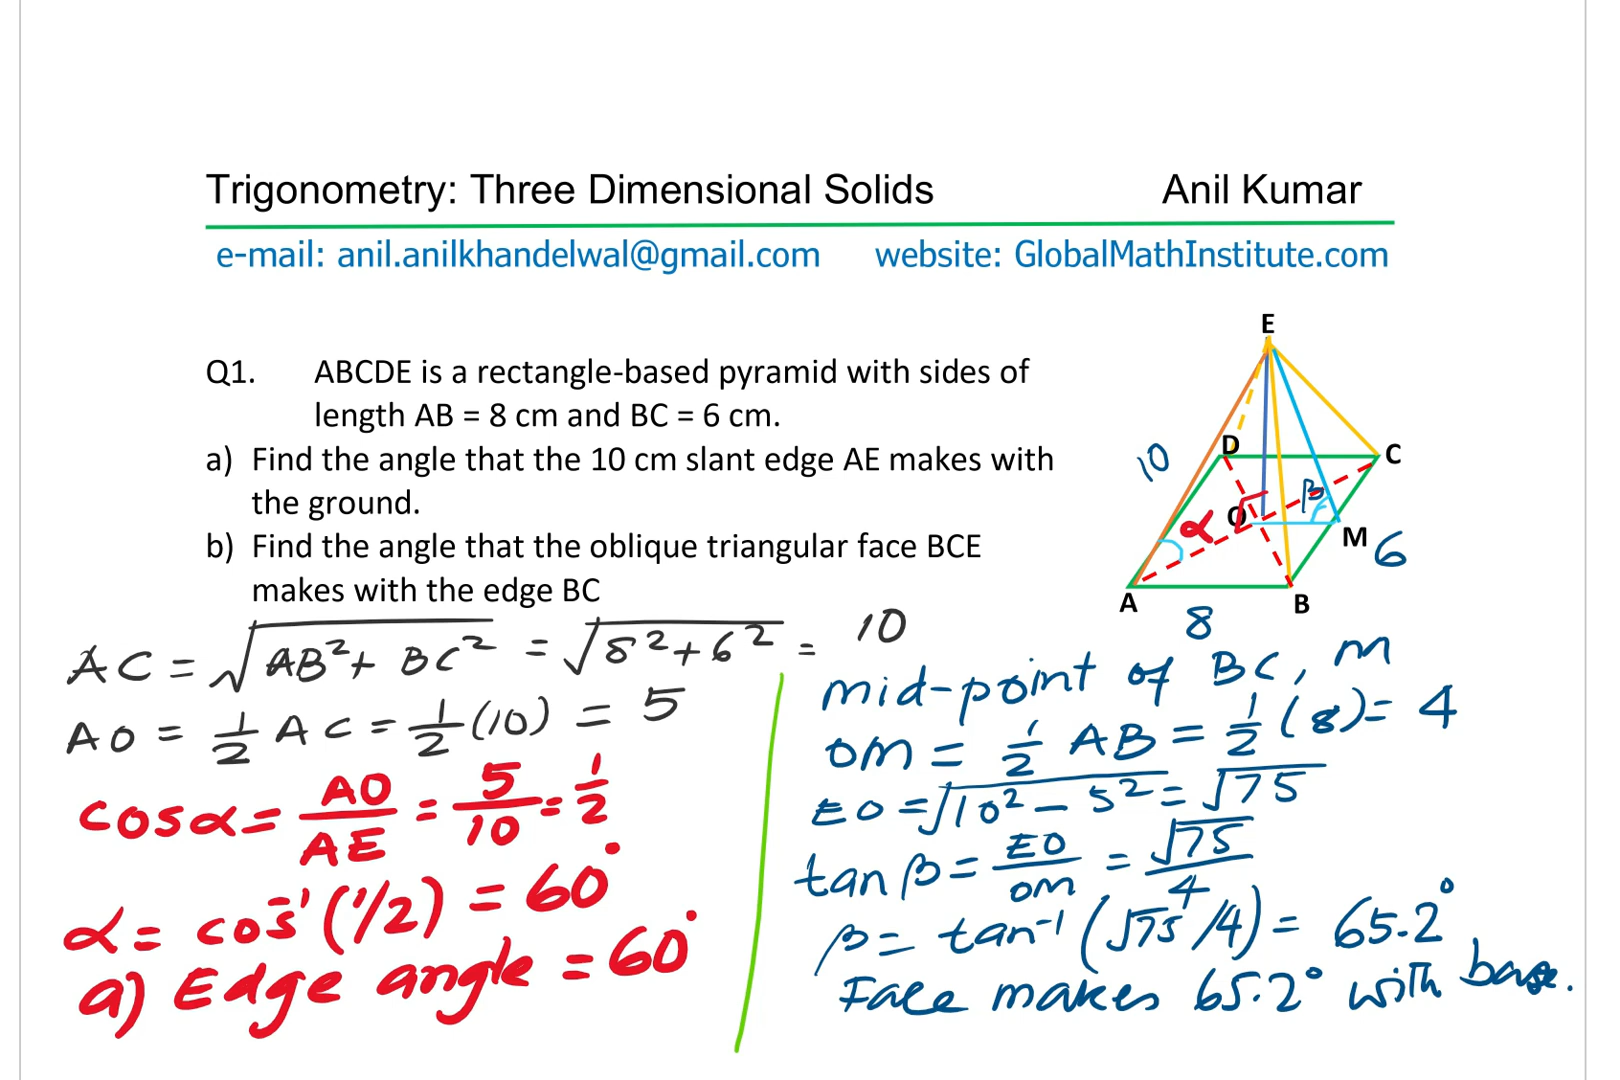 Trigonometry: Three Dimensional Solids Anil Kumar
e-mail: anil.anilkhandelwal@gmail.com website: GlobalMathInstitute.com
Q1. ABCDE is a rectangle-based pyramid with sides of
length AB = 8 cm and BC = 6 cm.
a) Find the angle that the 10 cm slant edge AE makes with
the ground.
b) Find the angle that the oblique triangular face BCE
makes with the edge BC
E
D
C
10
β
α
O
M
6
A
B
8
AC = √(AB² + BC²) = √(8² + 6²) = 10
AO = 1/2 AC = 1/2 (10) = 5
cos α = AO/AE = 5/10 = 1/2
α = cos⁻¹ (1/2) = 60°
a) Edge angle = 60°
mid-point of BC, M
OM = 1/2 AB = 1/2 (8) = 4
EO = √(10² – 5²) = √75
tan β = EO/OM = √75/4
β = tan⁻¹ (√75/4) = 65.2°
Face makes 65.2° with base.